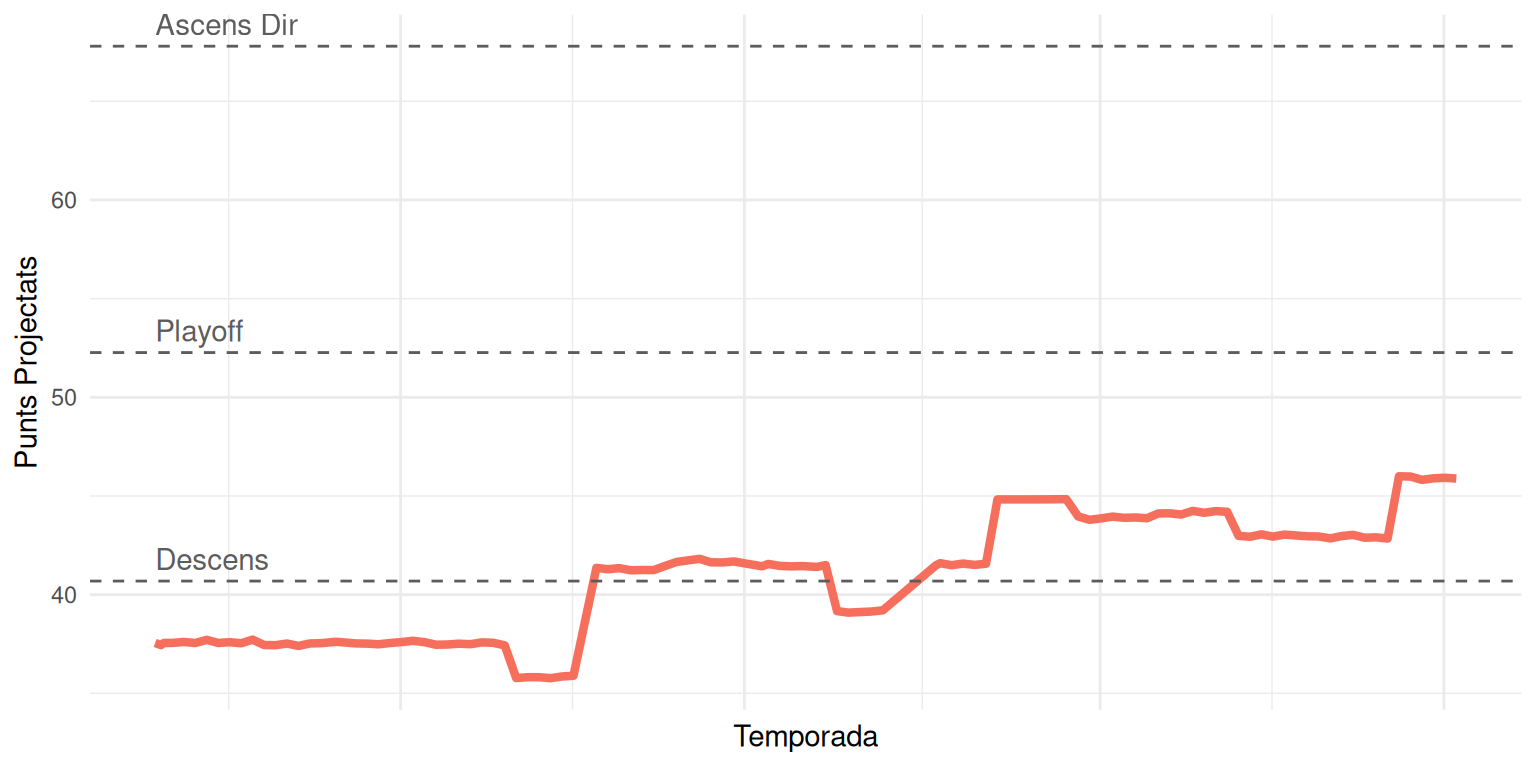 Ascens Dir
60
Playoff
50
Descens
40
Punts Projectats
Temporada